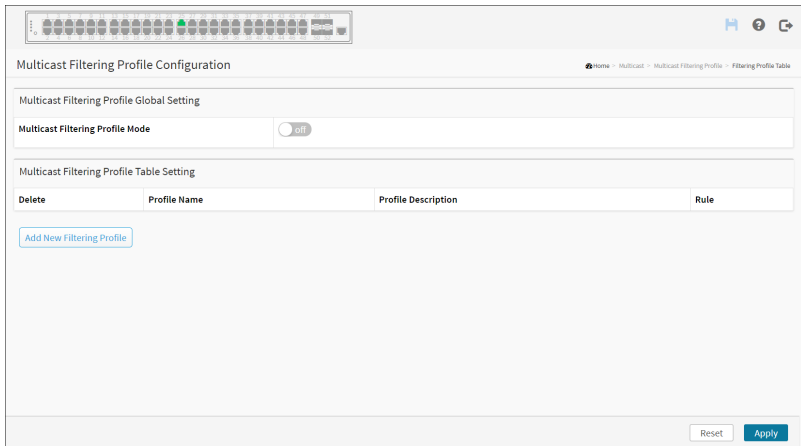 Multicast Filtering Profile Configuration
Home > Multicast > Multicast Filtering Profile > Filtering Profile Table
Multicast Filtering Profile Global Setting
Multicast Filtering Profile Mode
off
Multicast Filtering Profile Table Setting
Delete Profile Name Profile Description Rule
Add New Filtering Profile
Reset Apply